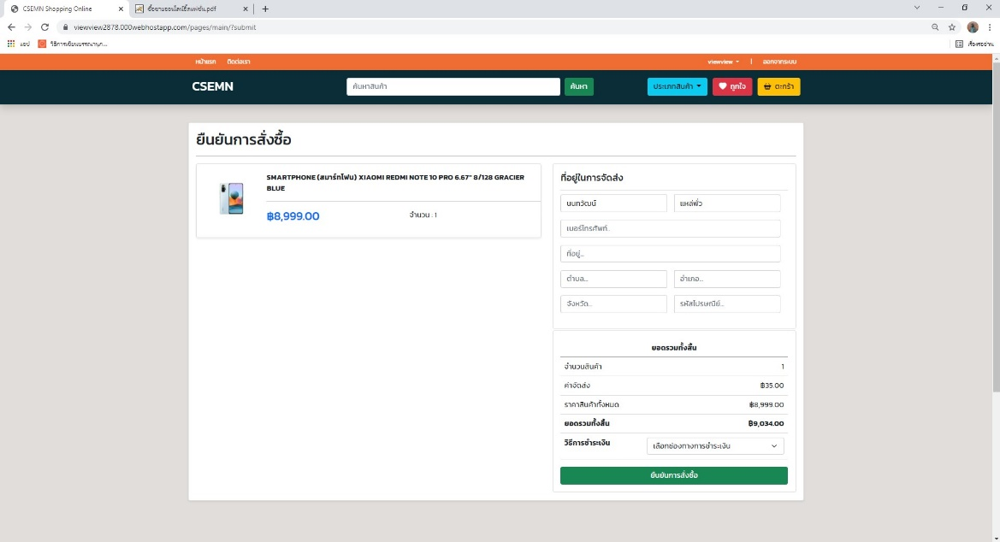 CSEMN Shopping Online
ซื้อขายออนไลน์ชื่อแฟชั่น.pdf
viewview2878.000webhostapp.com/pages/main/?submit
แอป
วิธีการเขียนบรรณานุก...
เรื่องรออ่าน
หน้าแรก ติดต่อเรา
viewview | ออกจากระบบ
CSEMN
ค้นหาสินค้า
ค้นหา
ประเภทสินค้า
ถูกใจ
ตะกร้า
ยืนยันการสั่งซื้อ
SMARTPHONE (สมาร์ทโฟน) XIAOMI REDMI NOTE 10 PRO 6.67" 8/128 GRACIER
BLUE
฿8,999.00
จำนวน : 1
ที่อยู่ในการจัดส่ง
นนทวัฒน์
แหล่พั่ว
เบอร์โทรศัพท์..
ที่อยู่...
ตำบล...
อำเภอ...
จังหวัด..
รหัสไปรษณีย์..
ยอดรวมทั้งสิ้น
จำนวนสินค้า 1
ค่าจัดส่ง ฿35.00
ราคาสินค้าทั้งหมด ฿8,999.00
ยอดรวมทั้งสิ้น ฿9,034.00
วิธีการชำระเงิน เลือกช่องทางการชำระเงิน
ยืนยันการสั่งซื้อ